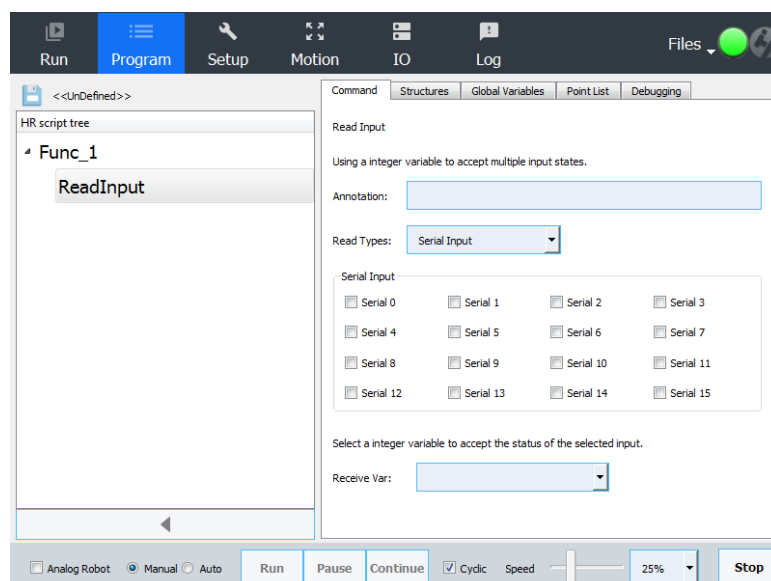 Run Program Setup Motion IO Log Files
<<UnDefined>>
HR script tree
Func_1
ReadInput
Command Structures Global Variables Point List Debugging
Read Input
Using a integer variable to accept multiple input states.
Annotation:
Read Types: Serial Input
Serial Input
Serial 0 Serial 1 Serial 2 Serial 3
Serial 4 Serial 5 Serial 6 Serial 7
Serial 8 Serial 9 Serial 10 Serial 11
Serial 12 Serial 13 Serial 14 Serial 15
Select a integer variable to accept the status of the selected input.
Receive Var:
Analog Robot Manual Auto Run Pause Continue Cyclic Speed 25% Stop